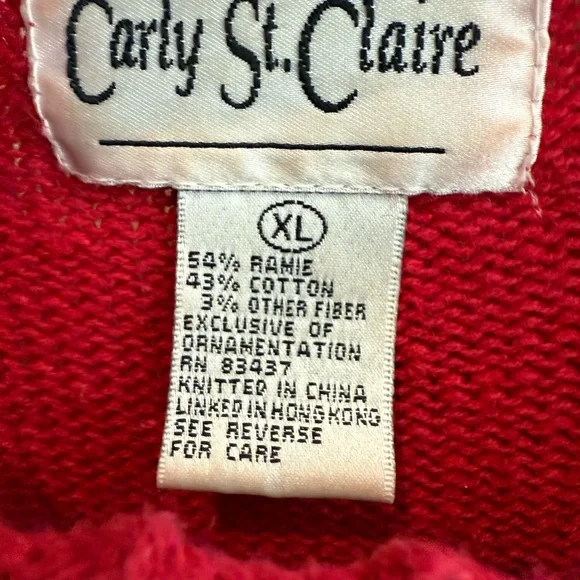 Carly St. Claire
XL
54% RAMIE
43% COTTON
3% OTHER FIBER
EXCLUSIVE OF
ORNAMENTATION
RN 83437
KNITTED IN CHINA
LINKED IN HONG KONG
SEE REVERSE
FOR CARE